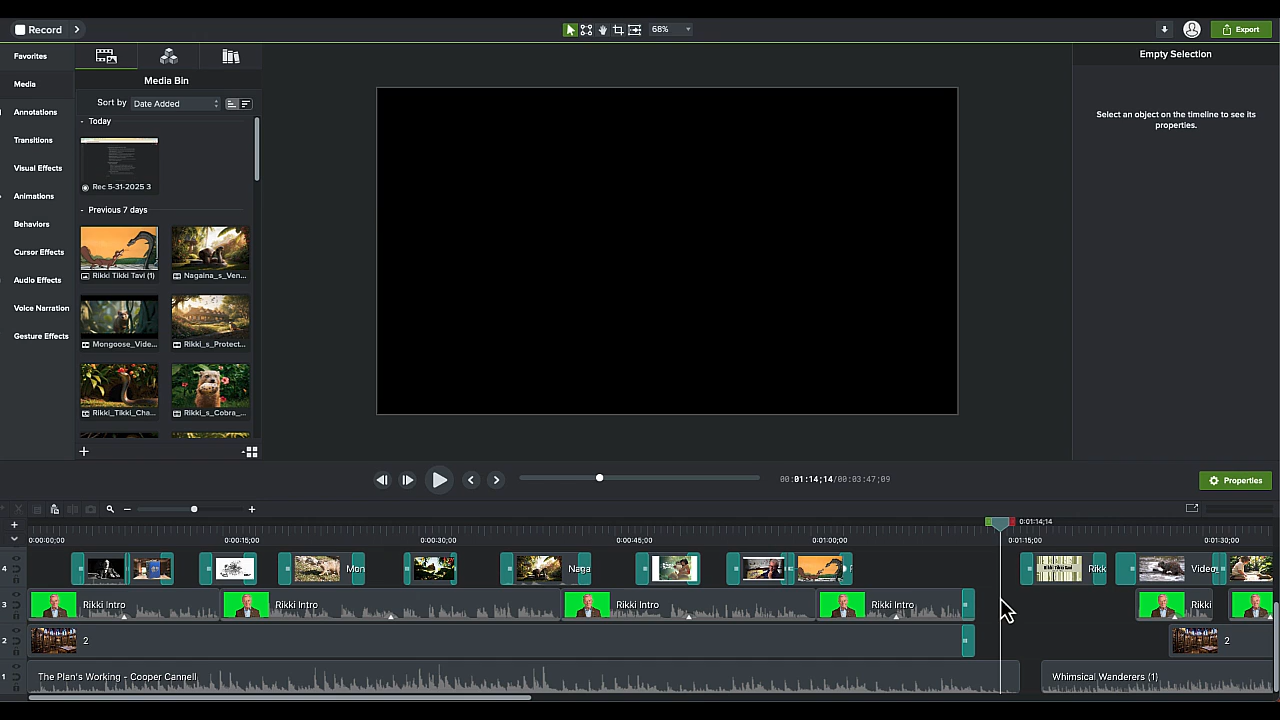 Record
68%
Export
Favorites
Media
Annotations
Transitions
Visual Effects
Animations
Behaviors
Cursor Effects
Audio Effects
Voice Narration
Gesture Effects
Media Bin
Sort by Date Added
Today
Rec 5-31-2025 3
Previous 7 days
Rikki Tikki Tavi (1)
Nagaina_s_Ven...
Mongoose_Vide...
Rikki_s_Protect...
Rikki_Tikki_Cha...
Rikki_s_Cobra_...
Empty Selection
Select an object on the timeline to see its
properties.
00:01:14;14/00:03:47;09
Properties
0:01:14;14
0:00:00;00
0:00:15;00
0:00:30;00
0:00:45;00
0:01:00;00
0:01:15;00
0:01:30;00
4
Mon
Naga
Rikk
Video
3
Rikki Intro
Rikki Intro
Rikki Intro
Rikki Intro
Rikki
2
2
2
1
The Plan's Working - Cooper Cannell
Whimsical Wanderers (1)